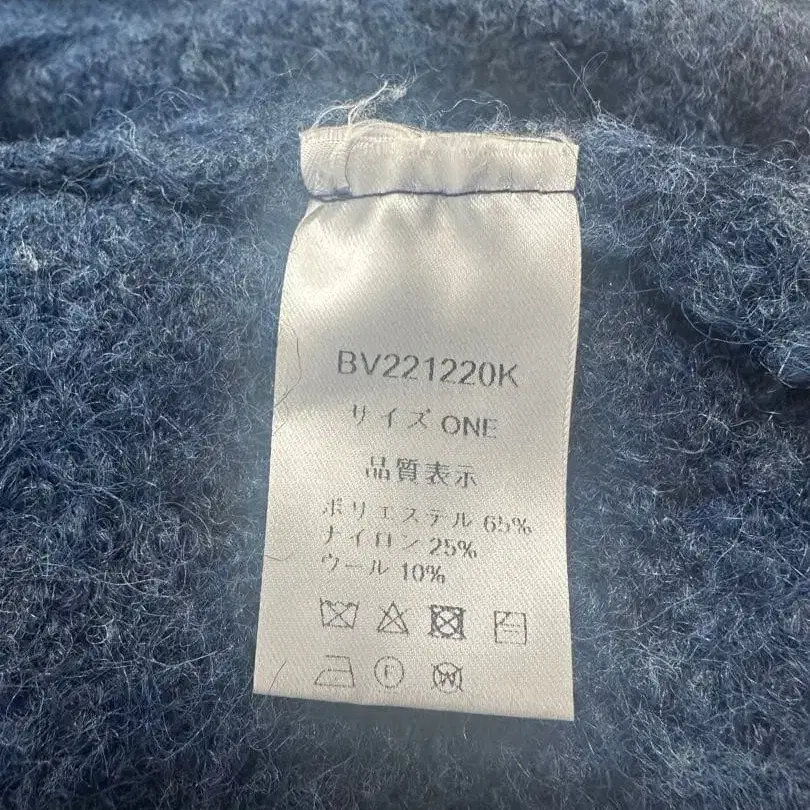 BV221220K
サイズ ONE
品質表示
ポリエステル 65%
ナイロン 25%
ウール 10%
F W